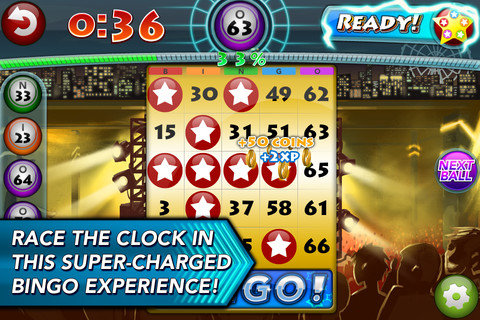 0:36
O
63
33%
READY!
N
33
I
23
O
64
B I N G O
30 49 62
15 31 51 63
+50 COINS
+2XP
65
13 37 58 61
66
NEXT
BALL
RACE THE CLOCK IN
THIS SUPER-CHARGED
BINGO EXPERIENCE!
GO!